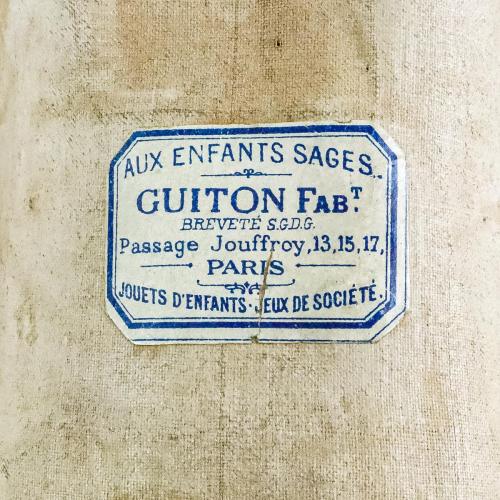 AUX ENFANTS SAGES.
GUITON FABT.
BREVETÉ S.G.D.G.
Passage Jouffroy, 13, 15, 17,
PARIS
JOUETS D'ENFANTS · JEUX DE SOCIÉTÉ.